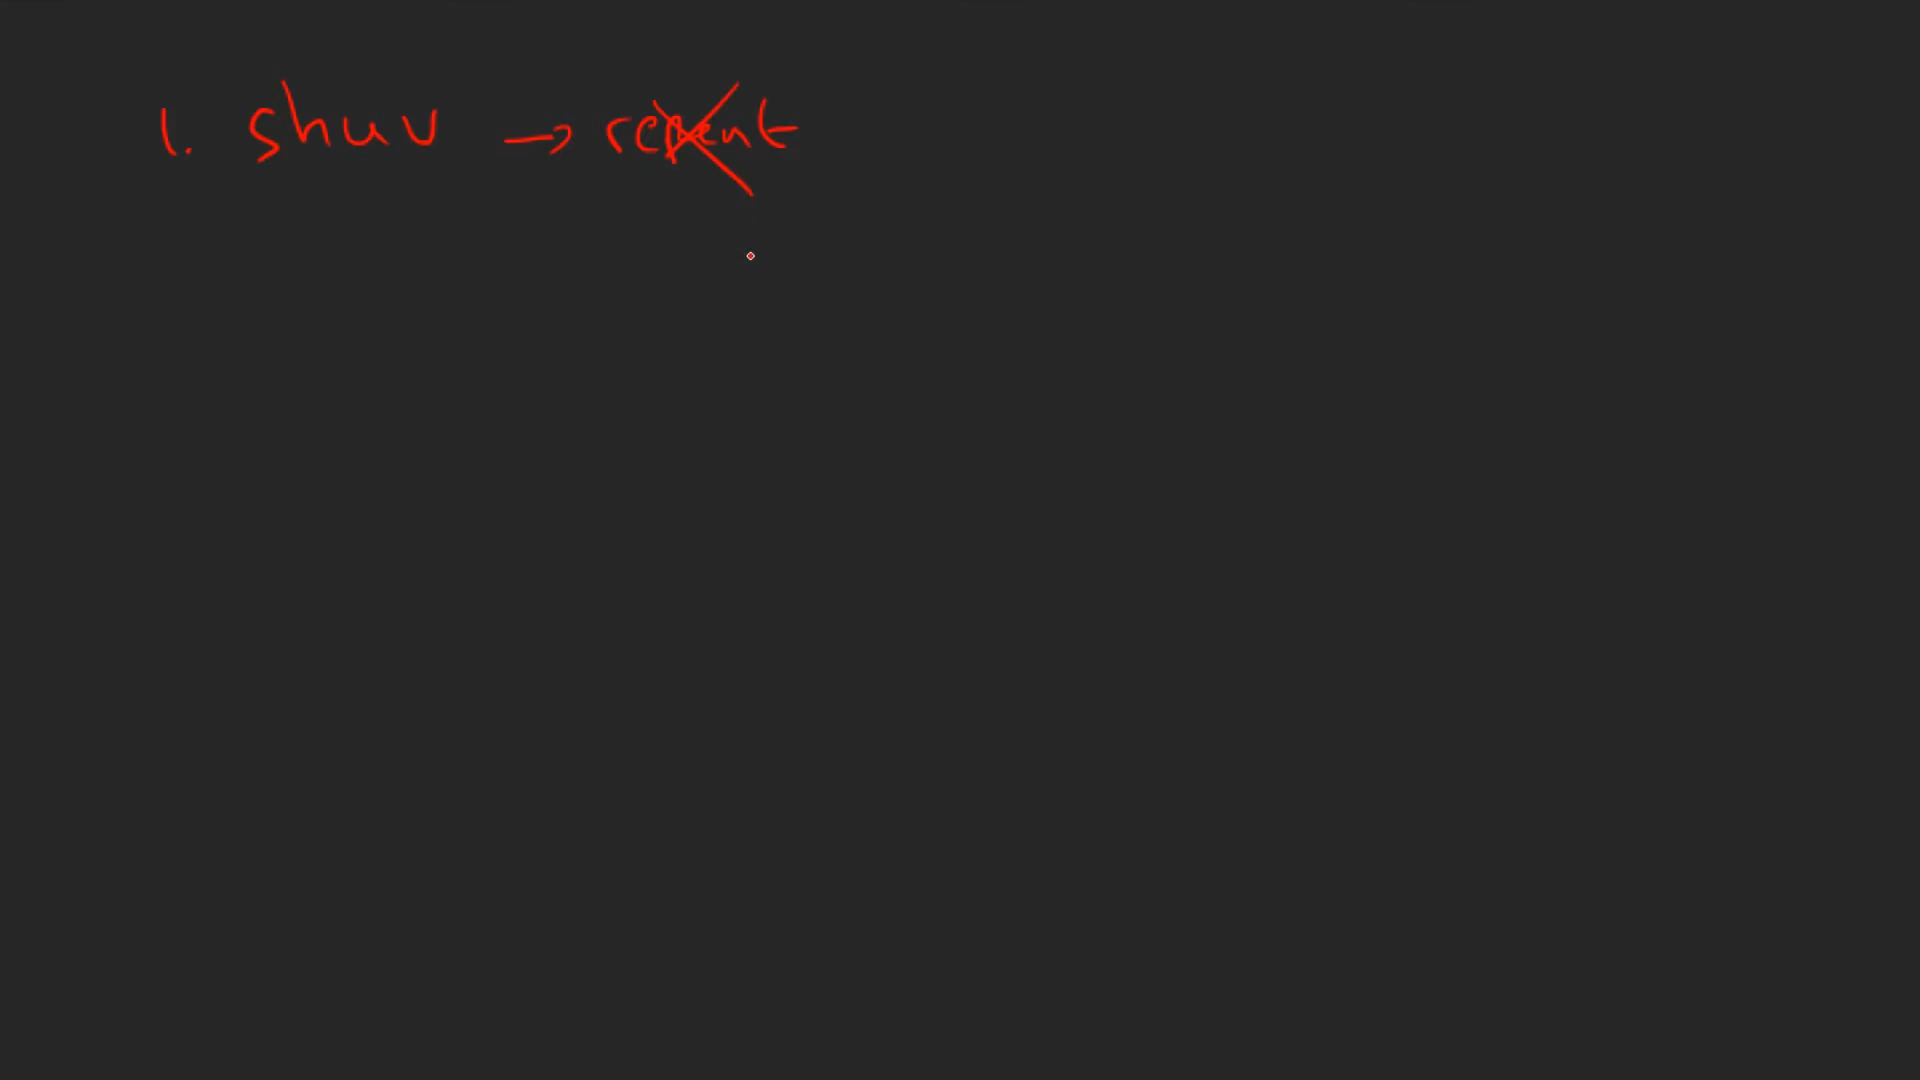 1. shuv → repent